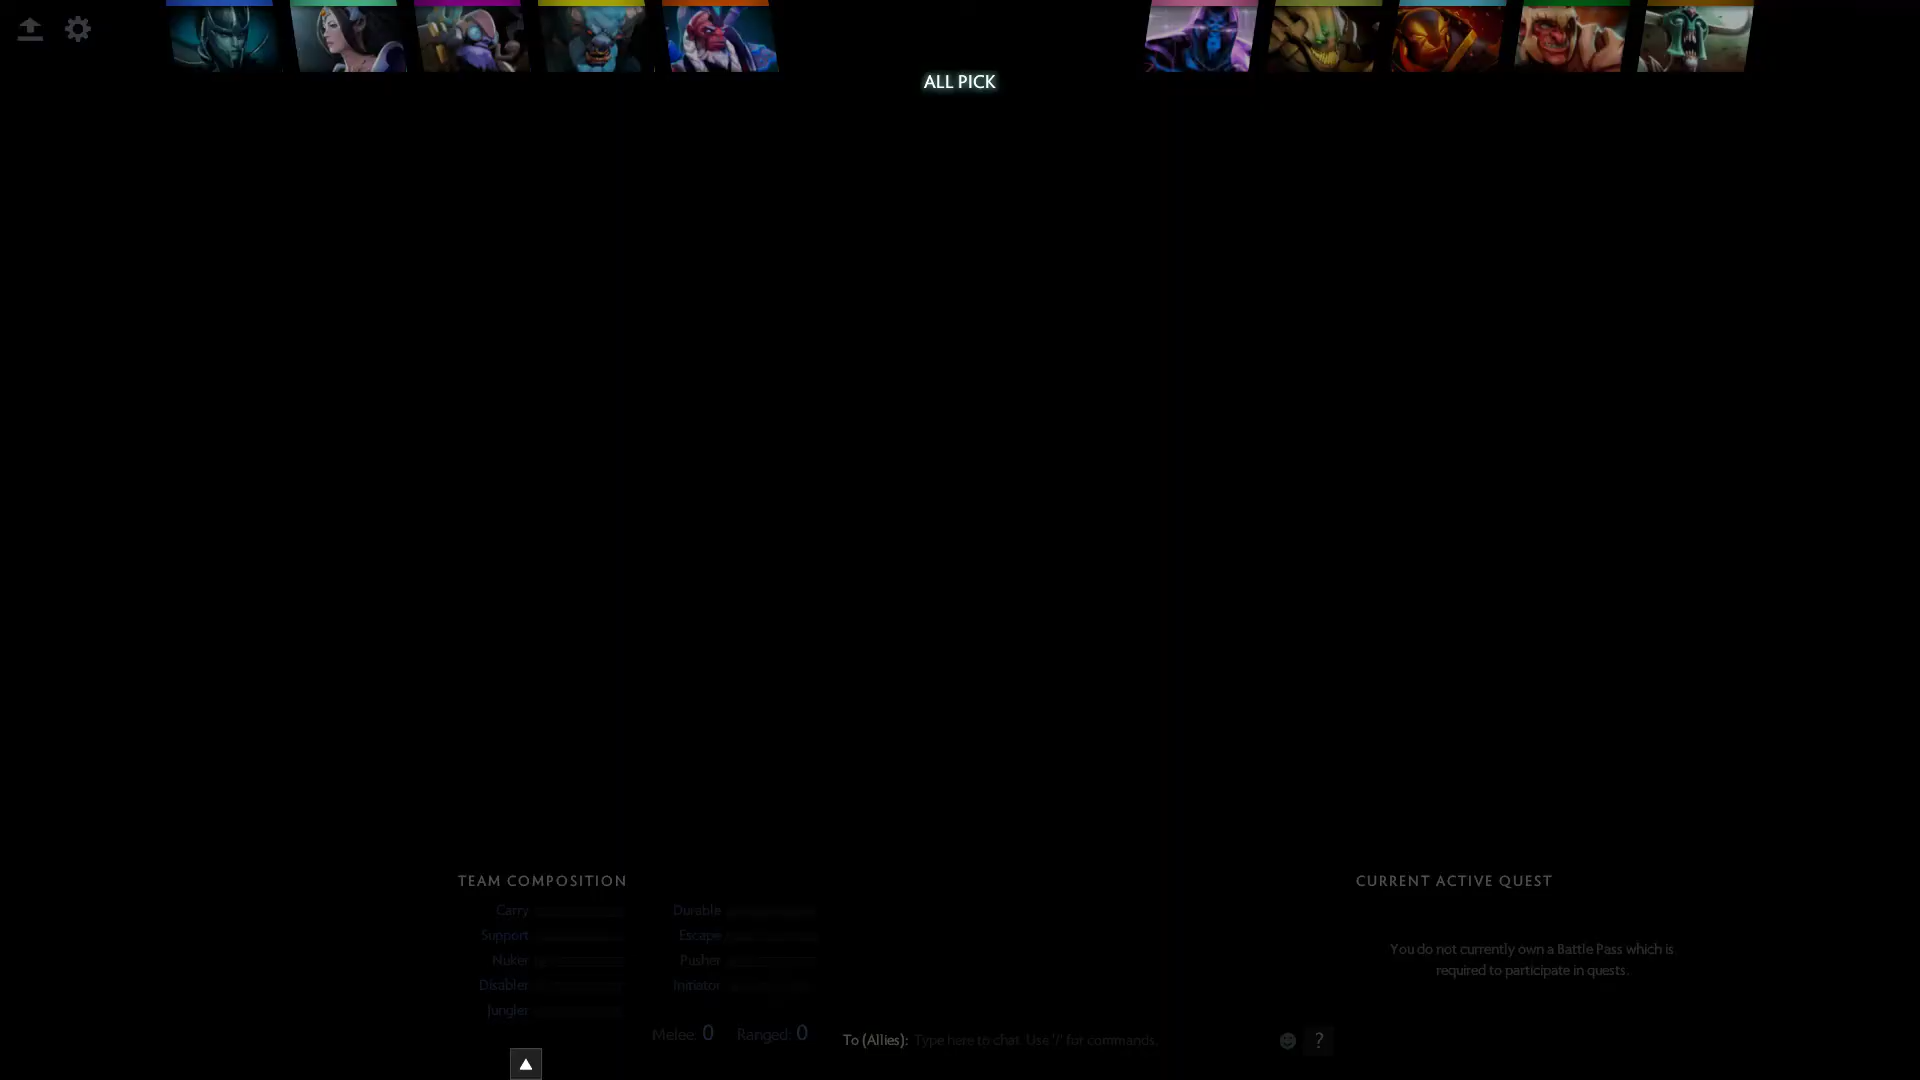 ALL PICK
TEAM COMPOSITION
Carry
Support
Nuker
Disabler
Jungler
Durable
Escape
Pusher
Initiator
Melee: 0 Ranged: 0
To (Allies): Type here to chat. Use '/' for commands.
?
CURRENT ACTIVE QUEST
You do not currently own a Battle Pass which is
required to participate in quests.